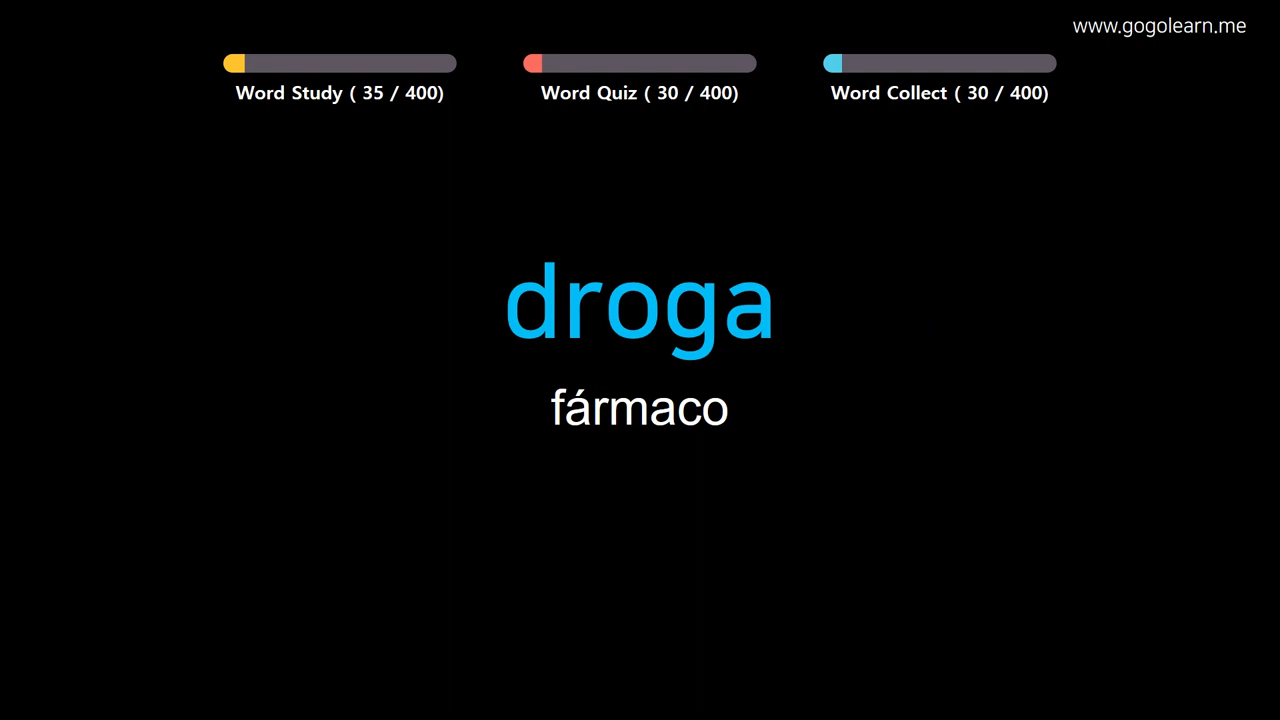 www.gogolearn.me
Word Study ( 35 / 400)
Word Quiz ( 30 / 400)
Word Collect ( 30 / 400)
droga
fármaco